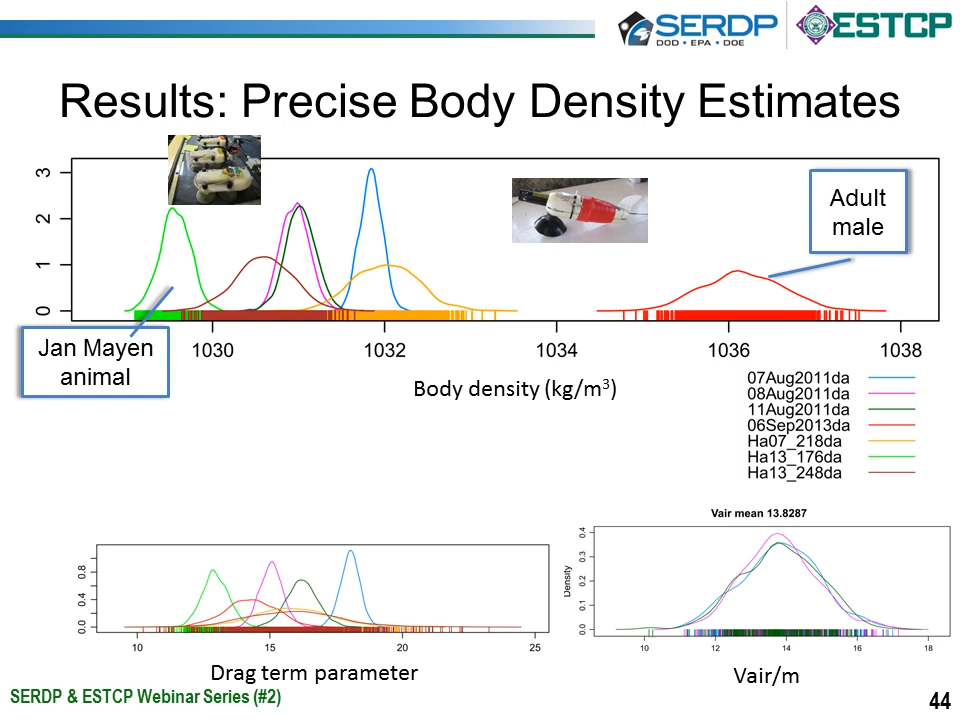 SERDP
DOD • EPA • DOE
ESTCP
Results: Precise Body Density Estimates
Adult
male
Jan Mayen
animal
3
2
1
0
1030 1032 1034 1036 1038
Body density (kg/m³)
07Aug2011da
08Aug2011da
11Aug2011da
06Sep2013da
Ha07_218da
Ha13_176da
Ha13_248da
0.8
0.4
0.0
10 15 20 25
Drag term parameter
Vair mean 13.8287
Density
0.4
0.3
0.2
0.1
0.0
10 12 14 16 18
Vair/m
SERDP & ESTCP Webinar Series (#2)
44